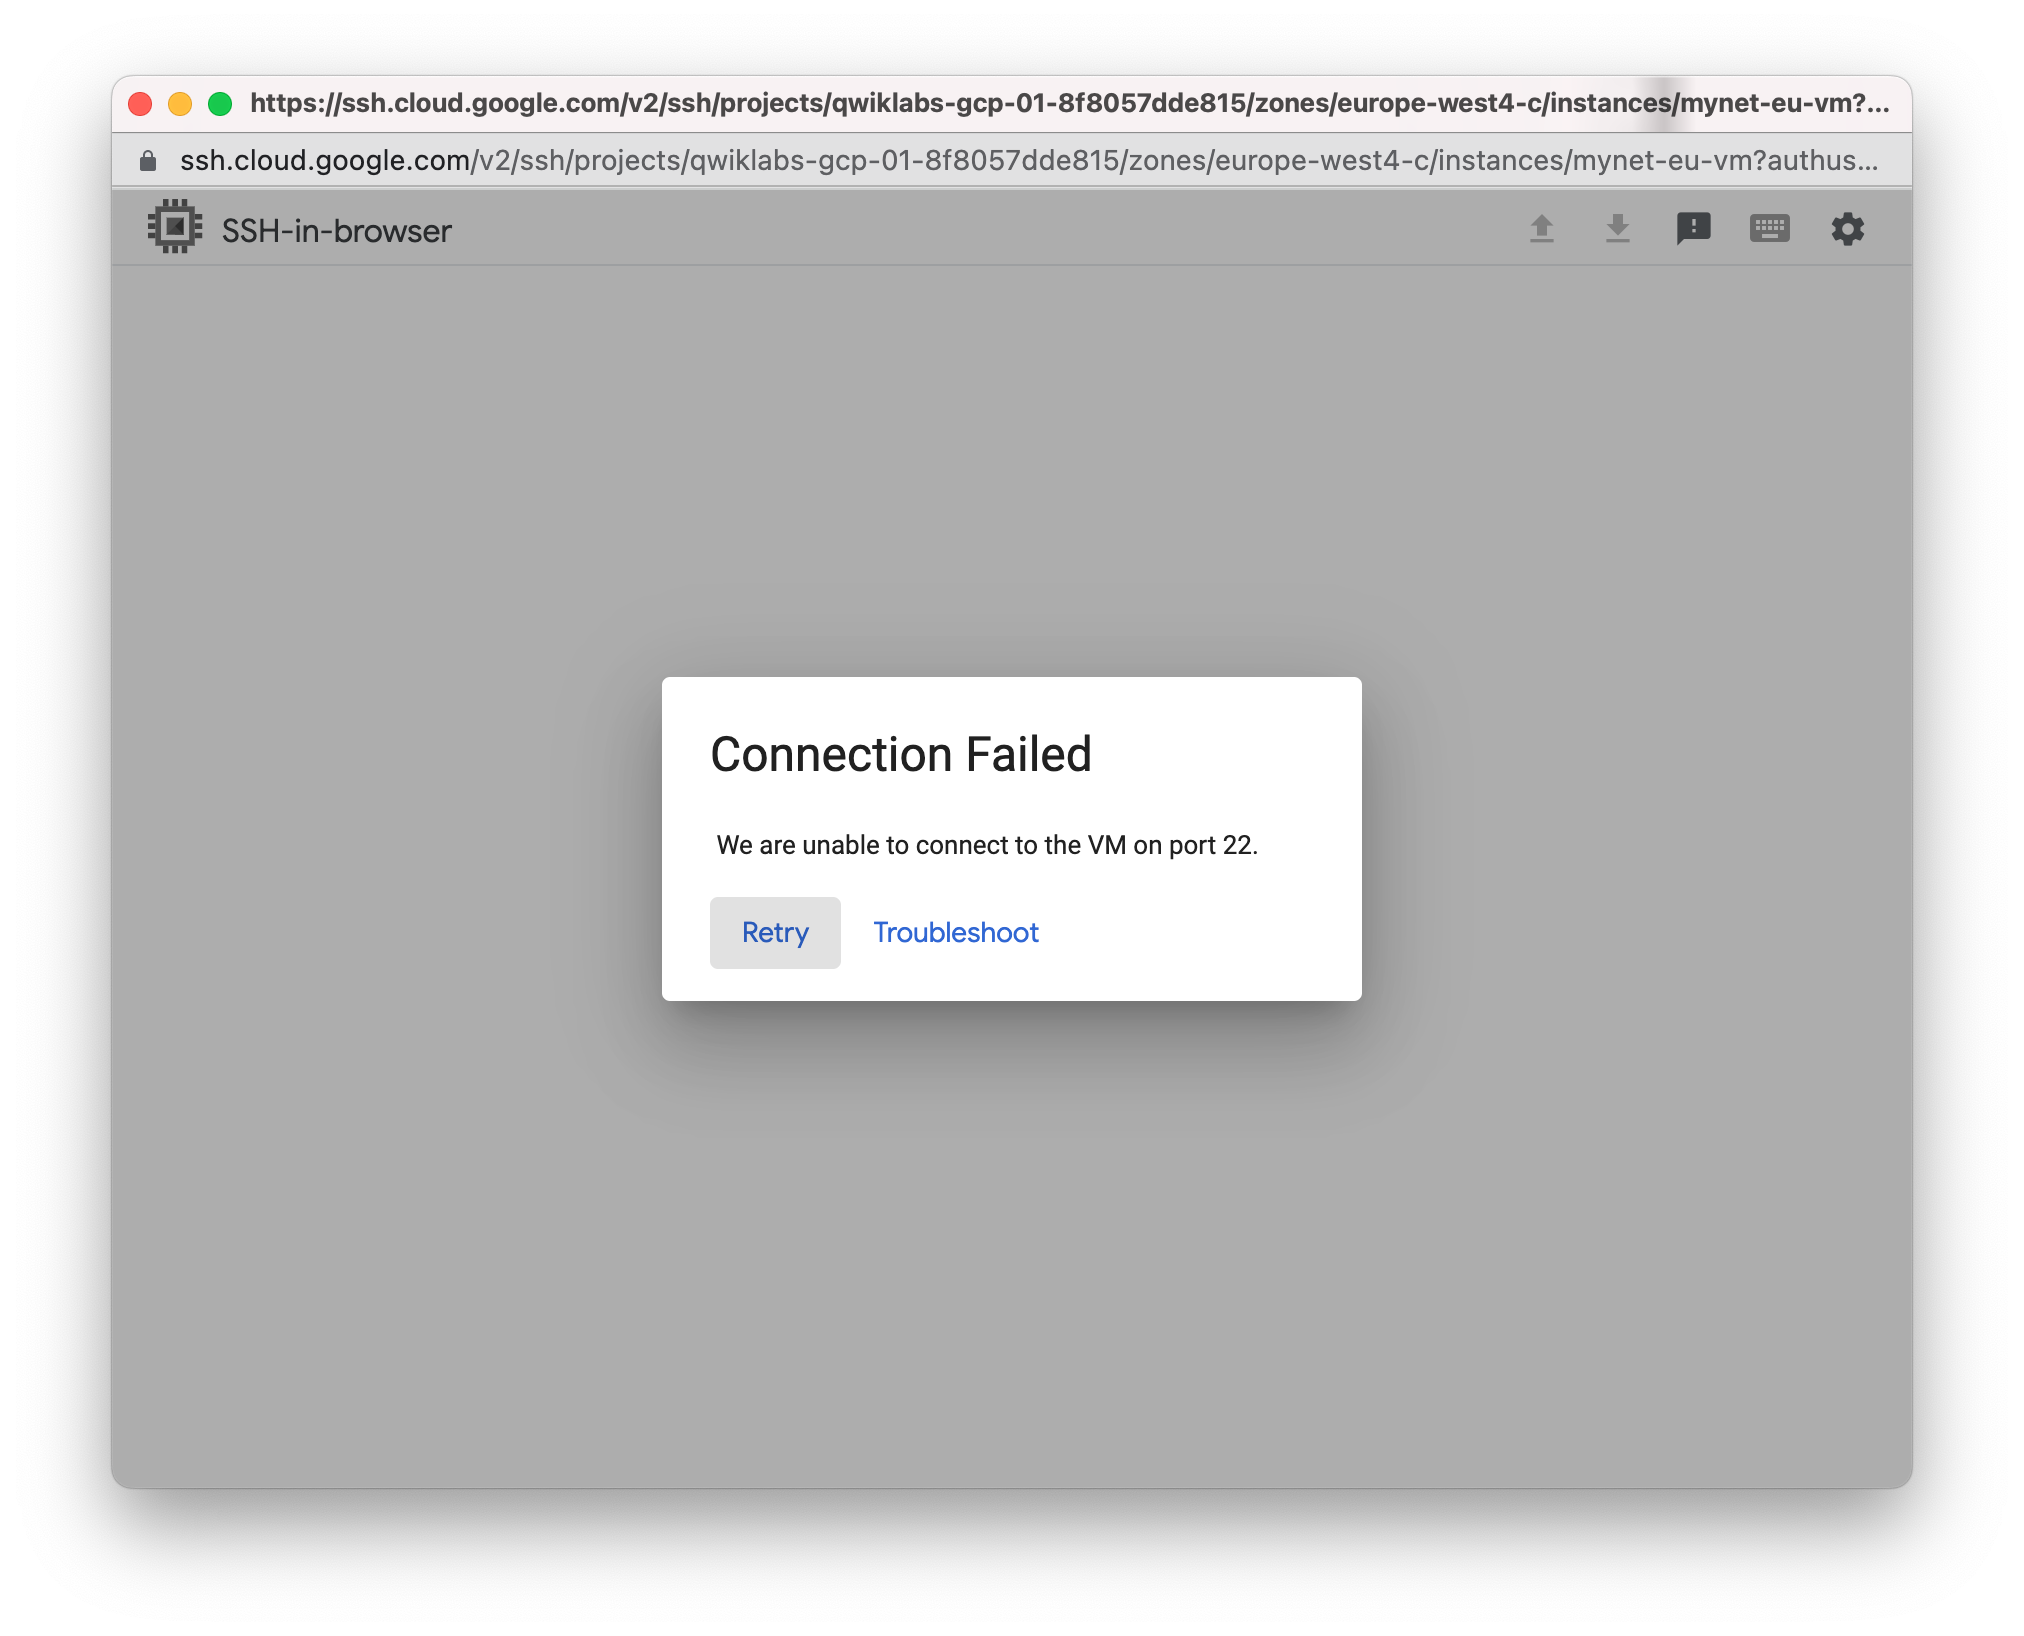 https://ssh.cloud.google.com/v2/ssh/projects/qwiklabs-gcp-01-8f8057dde815/zones/europe-west4-c/instances/mynet-eu-vm?...
ssh.cloud.google.com/v2/ssh/projects/qwiklabs-gcp-01-8f8057dde815/zones/europe-west4-c/instances/mynet-eu-vm?authus...
SSH-in-browser
Connection Failed
We are unable to connect to the VM on port 22.
Retry Troubleshoot